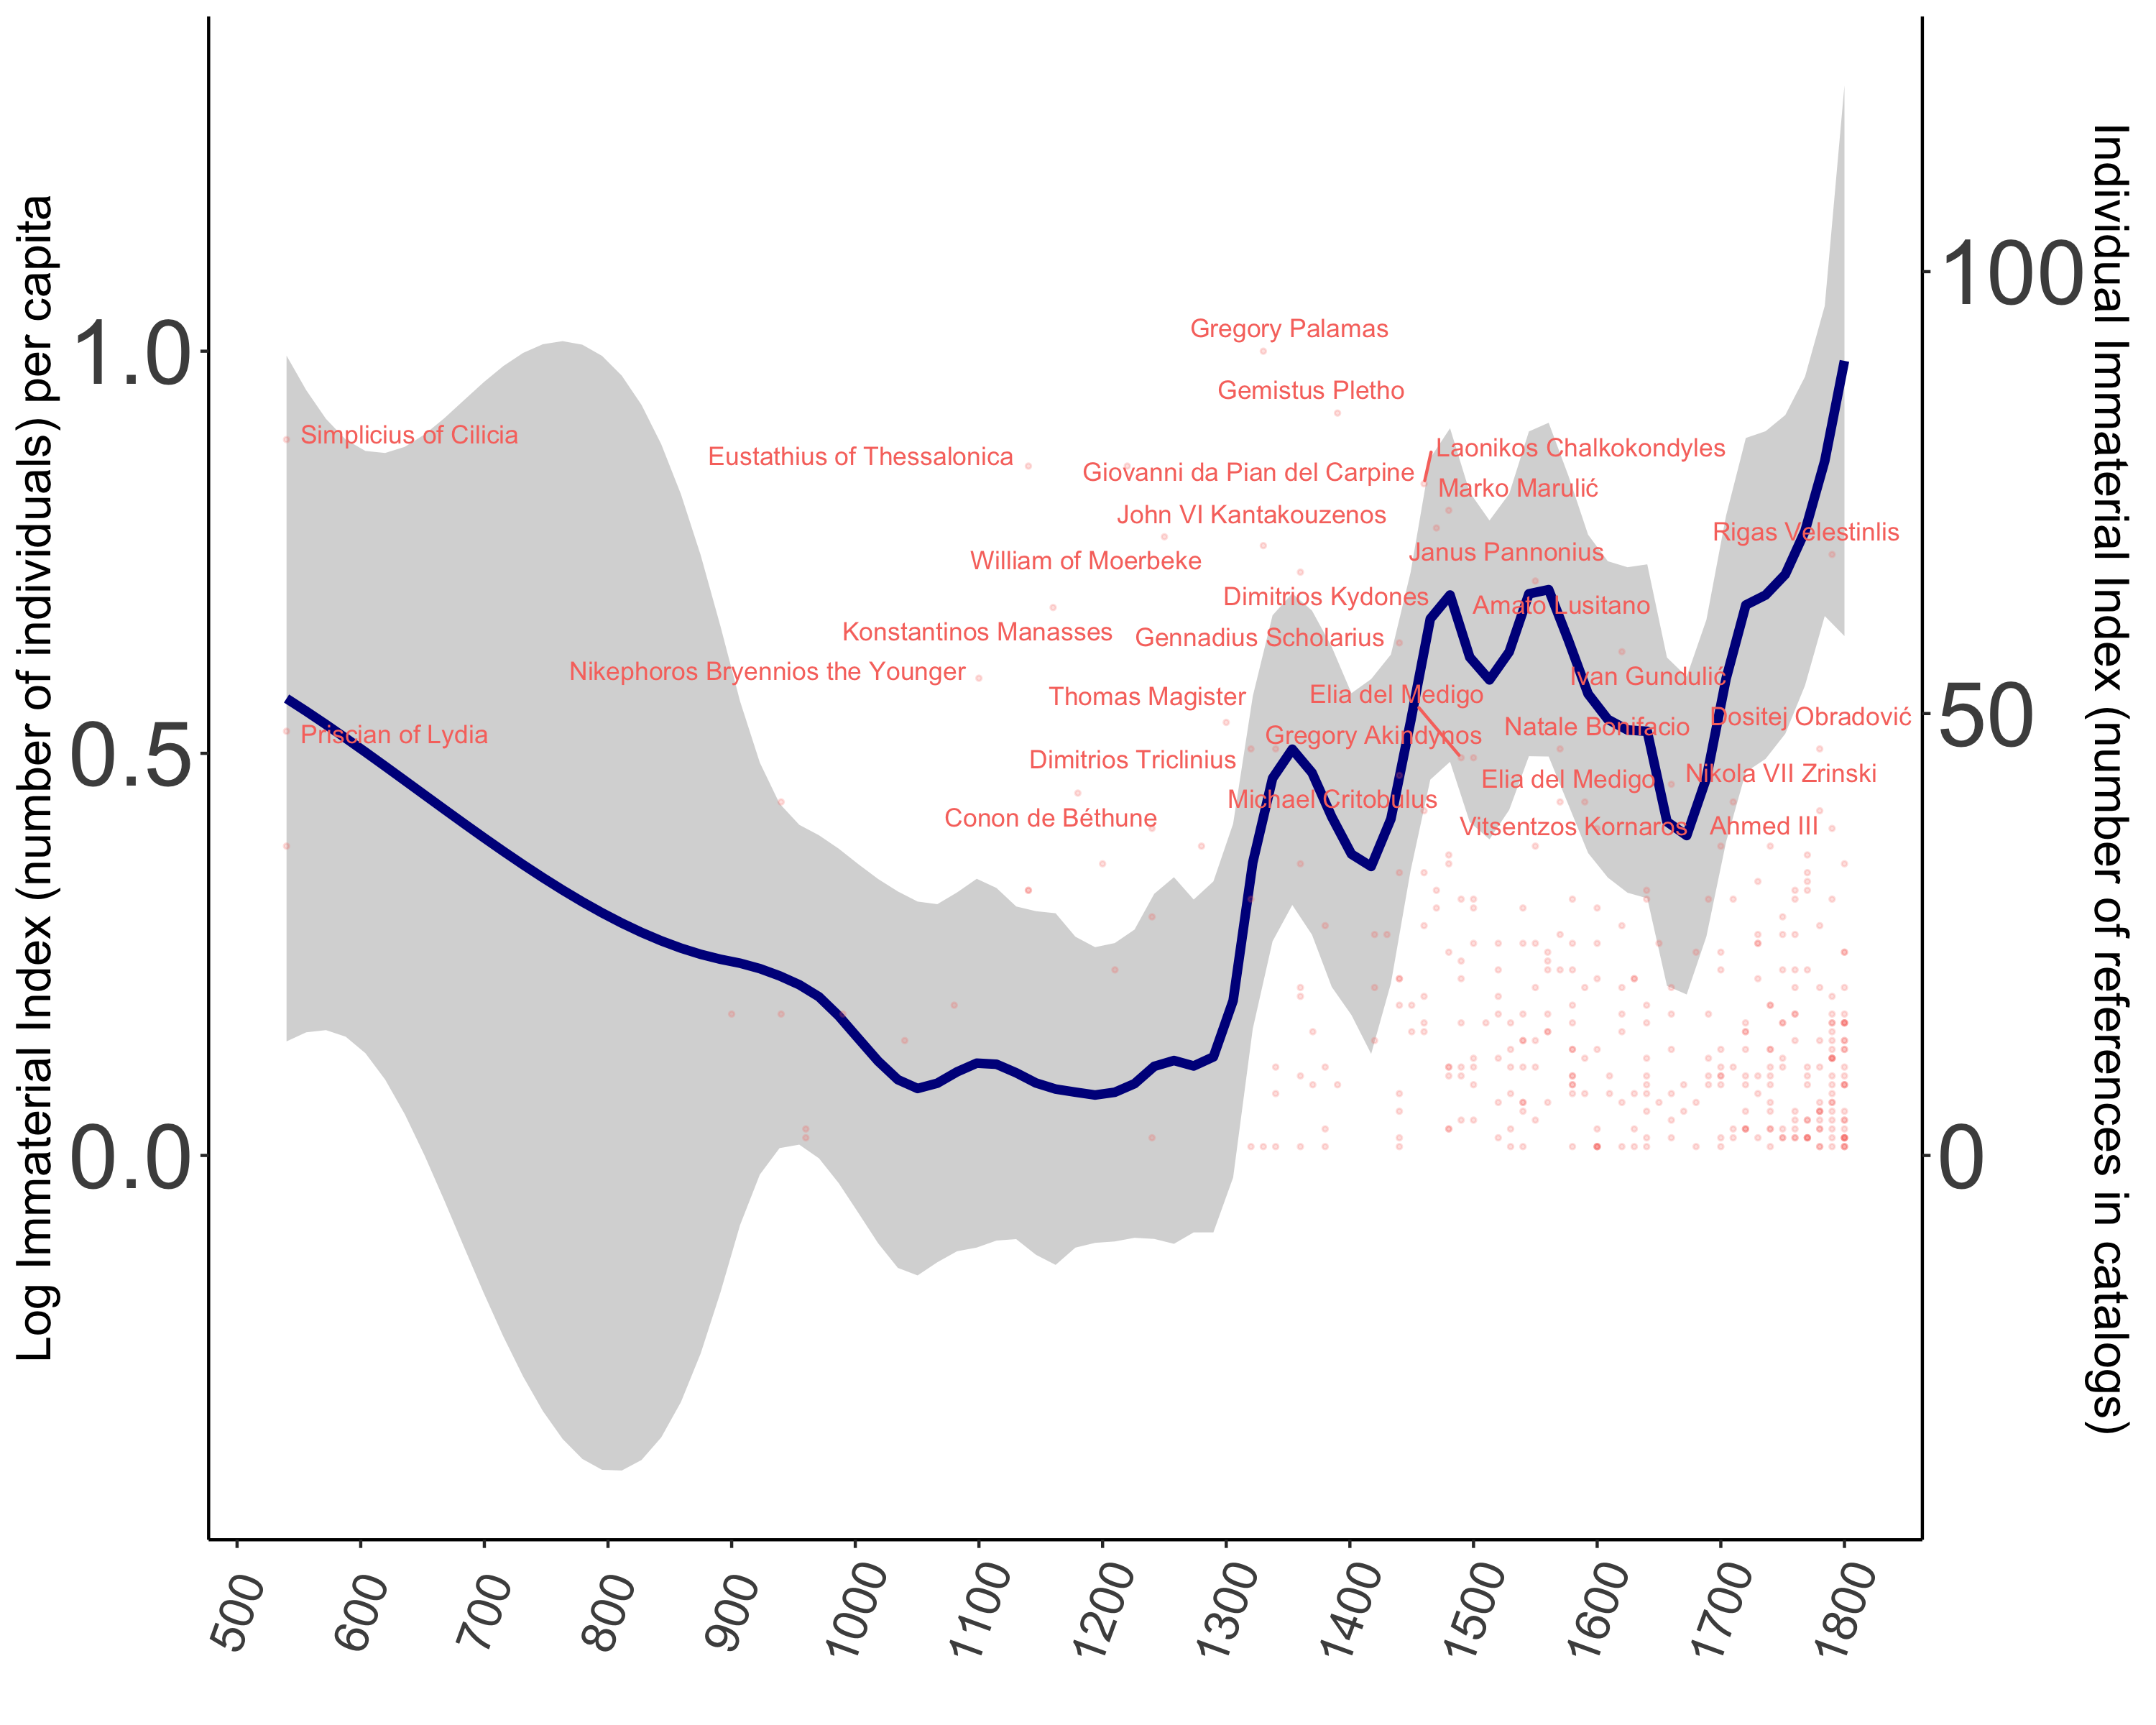 Log Immaterial Index (number of individuals) per capita
1.0
0.5
0.0
Gregory Palamas
Gemistus Pletho
Simplicius of Cilicia
Eustathius of Thessalonica
Laonikos Chalkokondyles
Giovanni da Pian del Carpine
Marko Marulić
John VI Kantakouzenos
Rigas Velestinlis
Janus Pannonius
William of Moerbeke
Dimitrios Kydones
Amato Lusitano
Konstantinos Manasses
Gennadius Scholarius
Nikephoros Bryennios the Younger
Ivan Gundulić
Thomas Magister
Elia del Medigo
Dositej Obradović
Natale Bonifacio
Priscian of Lydia
Gregory Akindynos
Dimitrios Triclinius
Nikola VII Zrinski
Elia del Medigo
Michael Critobulus
Conon de Béthune
Vitsentzos Kornaros
Ahmed III
100
50
0
Individual Immaterial Index (number of references in catalogs)
500
600
700
800
900
1000
1100
1200
1300
1400
1500
1600
1700
1800